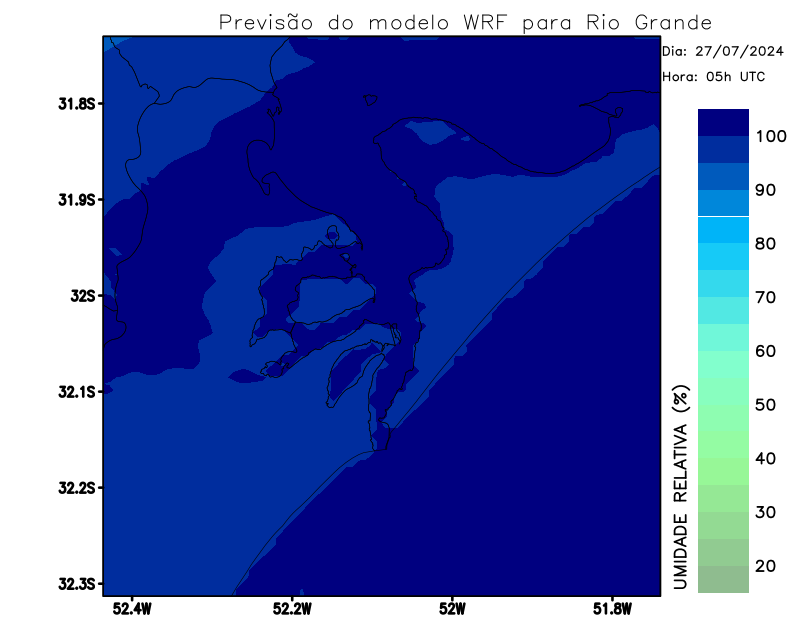 Previsão do modelo WRF para Rio Grande
Dia: 27/07/2024
Hora: 05h UTC
31.8S
31.9S
32S
32.1S
32.2S
32.3S
52.4W
52.2W
52W
51.8W
100
90
80
70
60
50
40
30
20
UMIDADE RELATIVA (%)